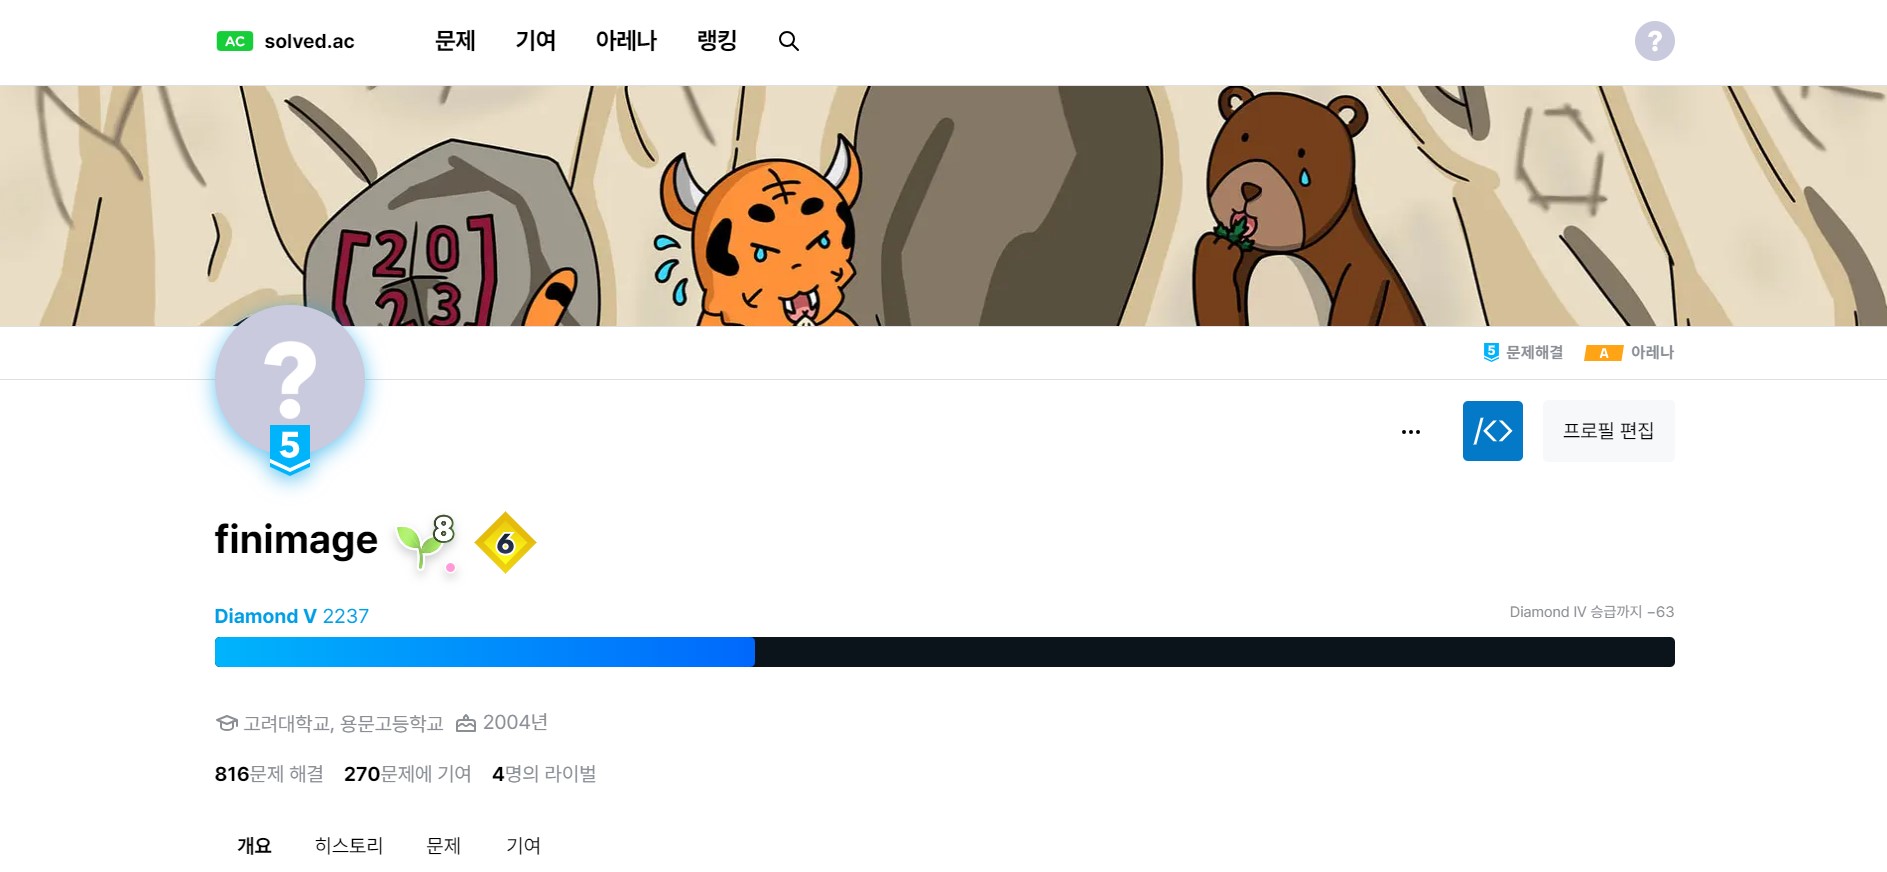 AC solved.ac 문제 기여 아레나 랭킹 ?
[20
23]
5 문제해결 A 아레나
?
5
/<> 프로필 편집
finimage 8 6
Diamond V 2237
Diamond IV 승급까지 −63
고려대학교, 용문고등학교 2004년
816문제 해결 270문제에 기여 4명의 라이벌
개요 히스토리 문제 기여